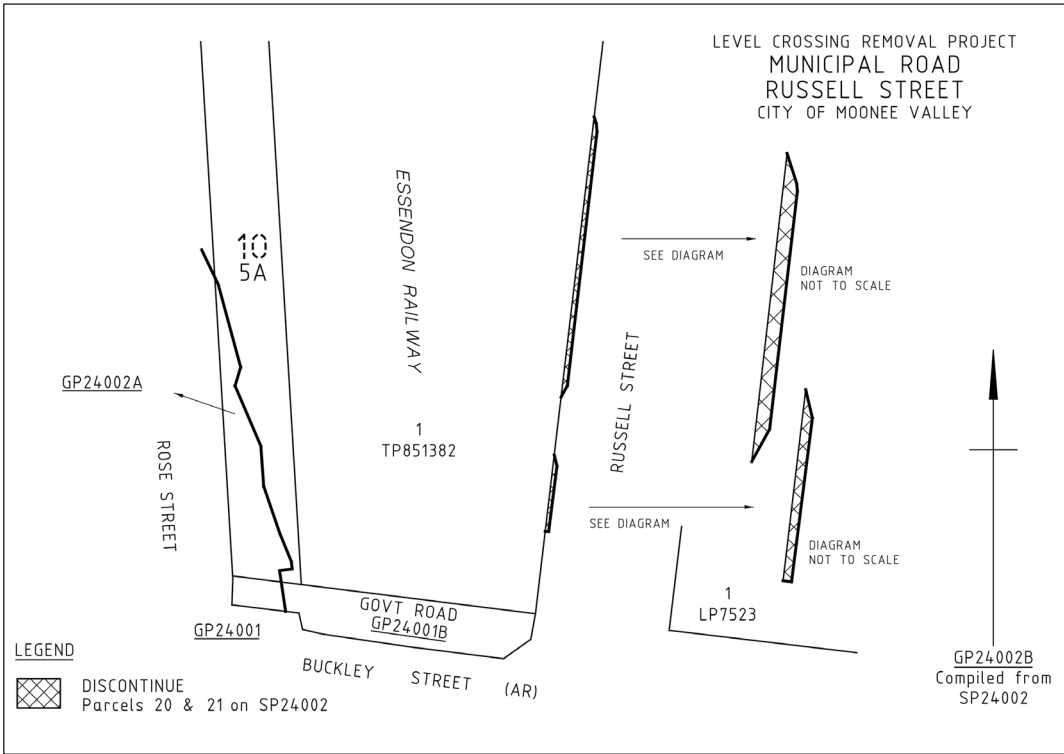 LEVEL CROSSING REMOVAL PROJECT
MUNICIPAL ROAD
RUSSELL STREET
CITY OF MOONEE VALLEY
ESSENDON RAILWAY
10
5A
SEE DIAGRAM
DIAGRAM
NOT TO SCALE
RUSSELL STREET
GP24002A
1
TP851382
ROSE STREET
SEE DIAGRAM
DIAGRAM
NOT TO SCALE
1
LP7523
GOVT ROAD
GP24001B
GP24001
BUCKLEY STREET (AR)
LEGEND
DISCONTINUE
Parcels 20 & 21 on SP24002
GP24002B
Compiled from
SP24002